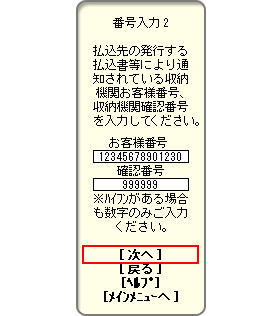 番号入力2
払込先の発行する
払込書等により通
知されている収納
機関お客様番号、
収納機関確認番号
を入力してください。
お客様番号
12345678901230
確認番号
999999
※ﾊｲﾌﾝがある場合
も数字のみご入力
ください。
[ 次へ ]
[ 戻る ]
[ﾍﾙﾌﾟ]
[ﾒｲﾝﾒﾆｭｰへ ]